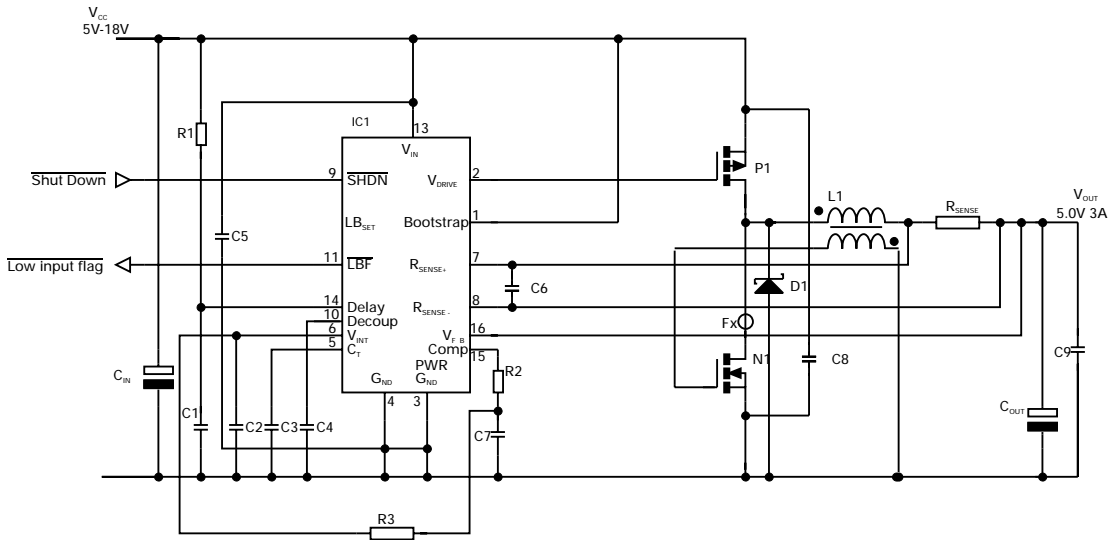 VCC
5V-18V
IC1
13
VIN
R1
P1
Shut Down
9
SHDN
VDRIVE
2
L1
RSENSE
VOUT
5.0V 3A
LBSET
Bootstrap
1
C5
Low input flag
11
LBF
RSENSE+
7
C6
D1
14
Delay
RSENSE -
8
10
Decoup
Fx
6
VINT
VFB
16
5
CT
Comp
15
PWR
R2
N1
C8
C9
CIN
GND
GND
4
3
COUT
C1
C2
C3
C4
C7
R3